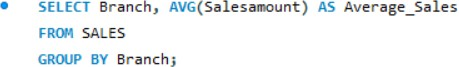 SELECT Branch, AVG(Salesamount) AS Average_Sales
FROM SALES
GROUP BY Branch;